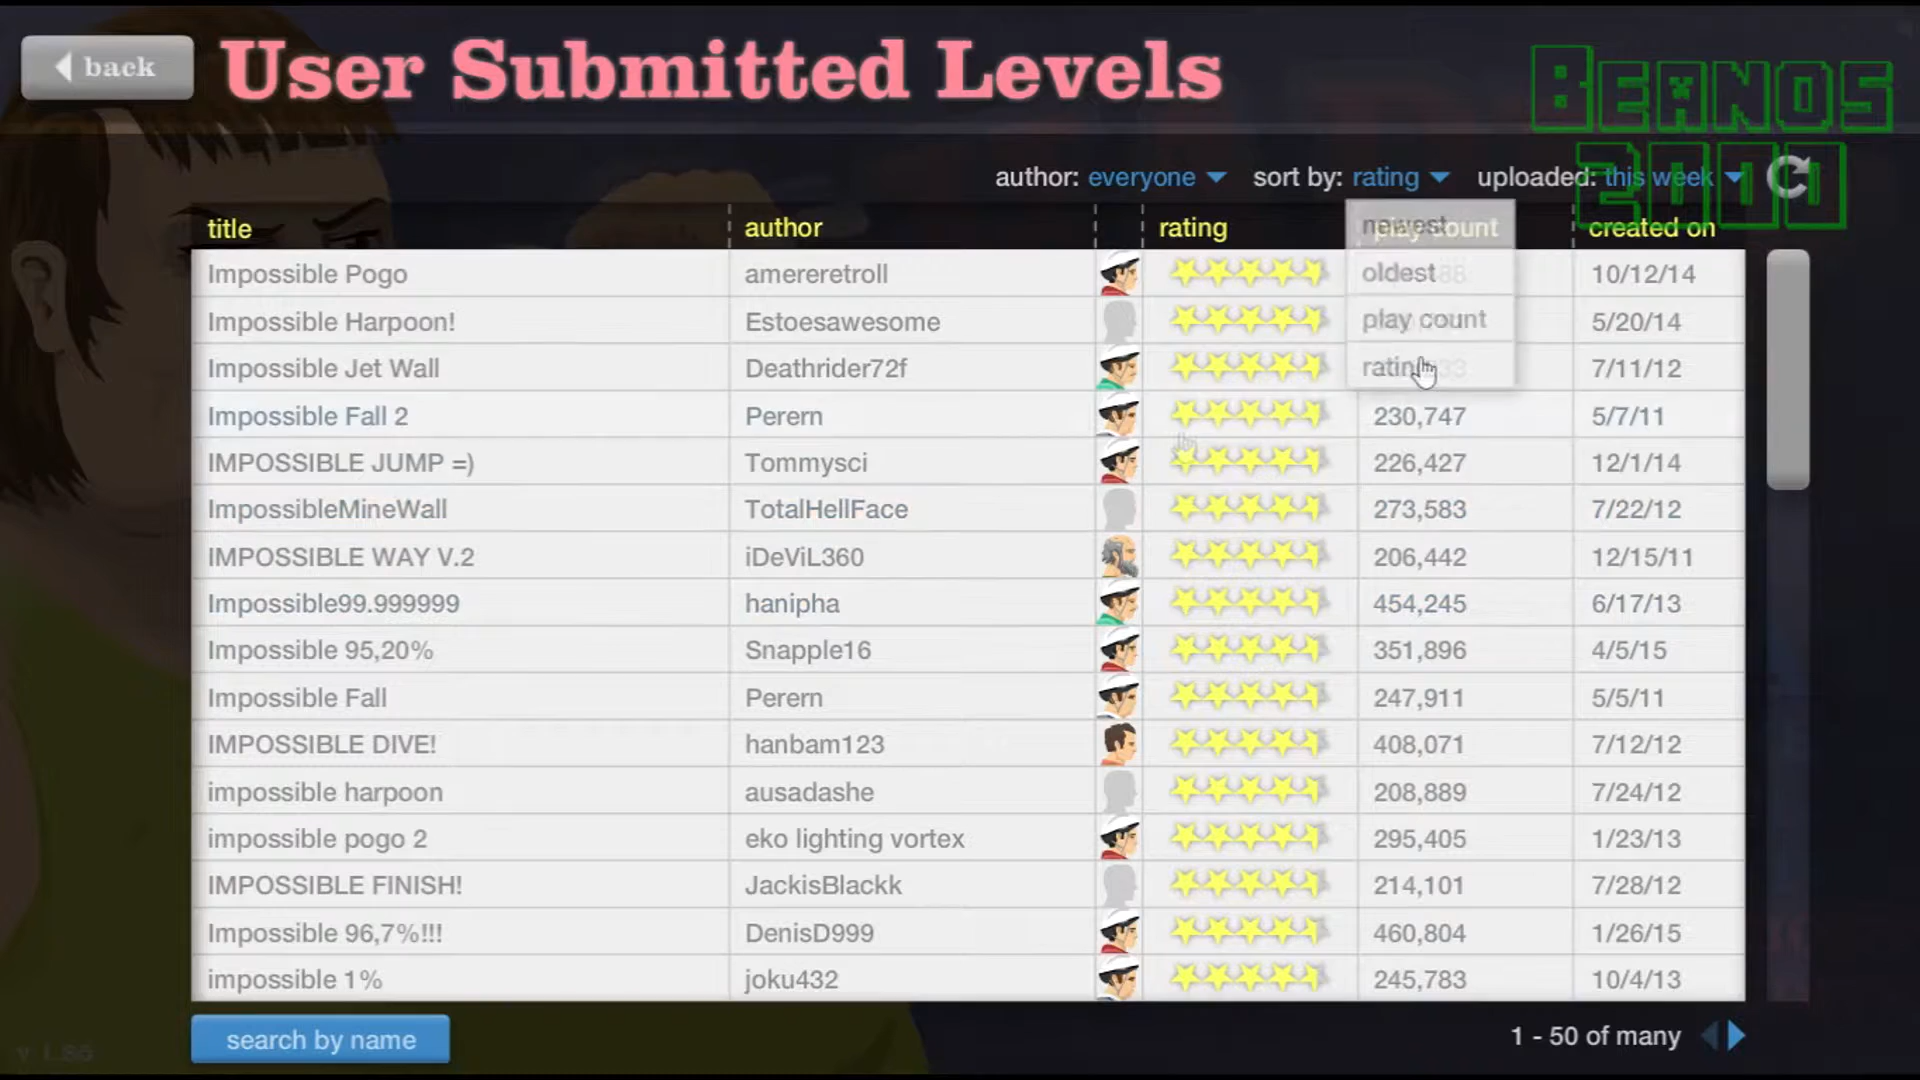 back
User Submitted Levels
BEANOS
2000
author: everyone sort by: rating uploaded: this week
title author rating play count created on
newest
oldest
play count
rating
Impossible Pogo amereretroll 10/12/14
Impossible Harpoon! Estoesawesome 5/20/14
Impossible Jet Wall Deathrider72f 7/11/12
Impossible Fall 2 Perern 230,747 5/7/11
IMPOSSIBLE JUMP =) Tommysci 226,427 12/1/14
ImpossibleMineWall TotalHellFace 273,583 7/22/12
IMPOSSIBLE WAY V.2 iDeViL360 206,442 12/15/11
Impossible99.999999 hanipha 454,245 6/17/13
Impossible 95,20% Snapple16 351,896 4/5/15
Impossible Fall Perern 247,911 5/5/11
IMPOSSIBLE DIVE! hanbam123 408,071 7/12/12
impossible harpoon ausadashe 208,889 7/24/12
impossible pogo 2 eko lighting vortex 295,405 1/23/13
IMPOSSIBLE FINISH! JackisBlackk 214,101 7/28/12
Impossible 96,7%!!! DenisD999 460,804 1/26/15
impossible 1% joku432 245,783 10/4/13
search by name 1 - 50 of many